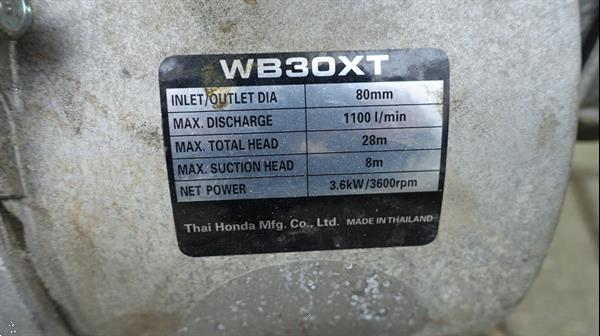 WB30XT
INLET/OUTLET DIA 80mm
MAX. DISCHARGE 1100 l/min
MAX. TOTAL HEAD 28m
MAX. SUCTION HEAD 8m
NET POWER 3.6kW/3600rpm
Thai Honda Mfg. Co., Ltd. MADE IN THAILAND